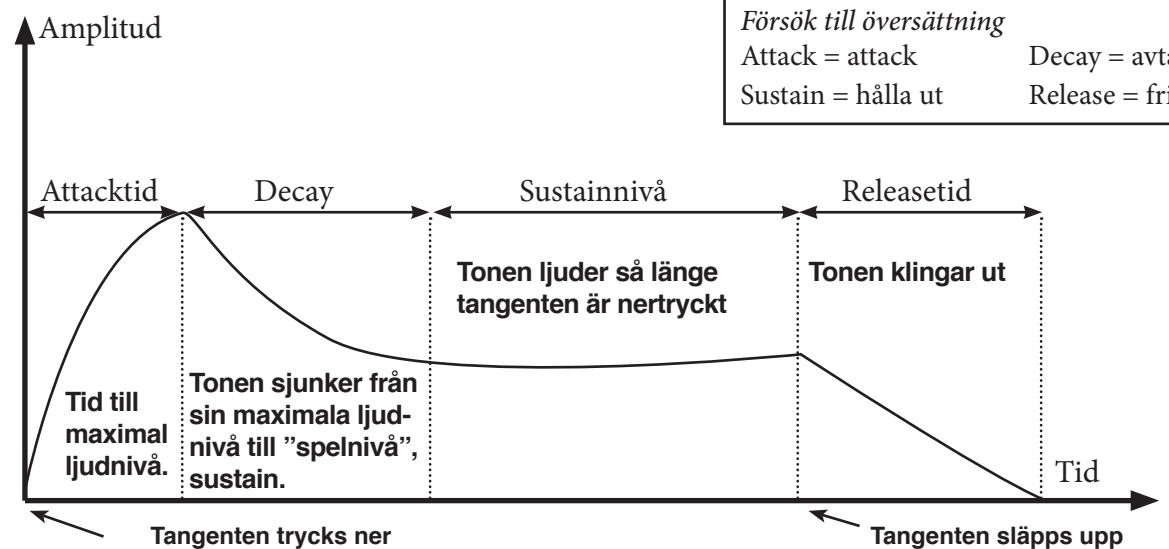 Amplitud
Försök till översättning
Attack = attack Decay =
Sustain = hålla ut Release =
Attacktid Decay Sustainnivå Releasetid
Tonen ljuder så länge
tangenten är nertryckt
Tonen klingar ut
Tid till
maximal
ljudnivå.
Tonen sjunker från
sin maximala ljud-
nivå till ”spelnivå”,
sustain.
Tid
Tangenten trycks ner
Tangenten släpps upp